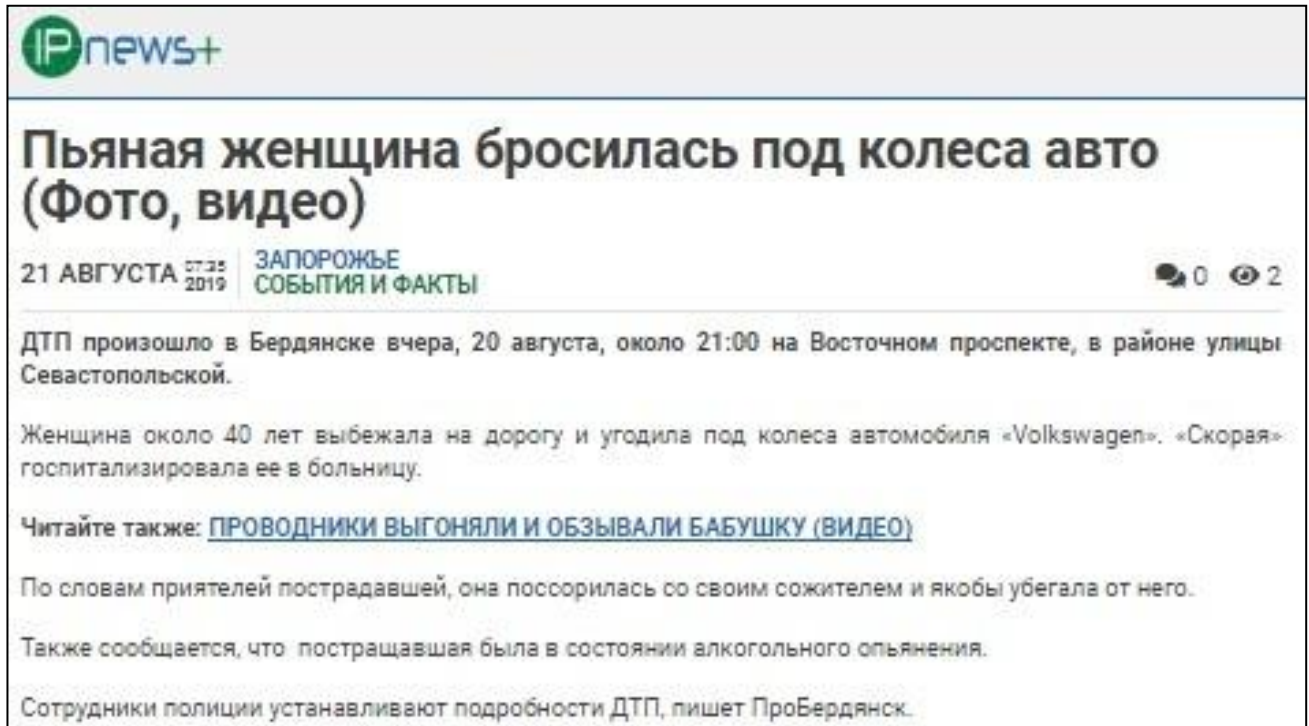 IPnews+
Пьяная женщина бросилась под колеса авто
(Фото, видео)
21 АВГУСТА 07:35 2019 ЗАПОРОЖЬЕ
СОБЫТИЯ И ФАКТЫ
0 2
ДТП произошло в Бердянске вчера, 20 августа, около 21:00 на Восточном проспекте, в районе улицы
Севастопольской.
Женщина около 40 лет выбежала на дорогу и угодила под колеса автомобиля «Volkswagen». «Скорая»
госпитализировала ее в больницу.
Читайте также: ПРОВОДНИКИ ВЫГОНЯЛИ И ОБЗЫВАЛИ БАБУШКУ (ВИДЕО)
По словам приятелей пострадавшей, она поссорилась со своим сожителем и якобы убегала от него.
Также сообщается, что постращавшая была в состоянии алкогольного опьянения.
Сотрудники полиции устанавливают подробности ДТП, пишет ПроБердянск.